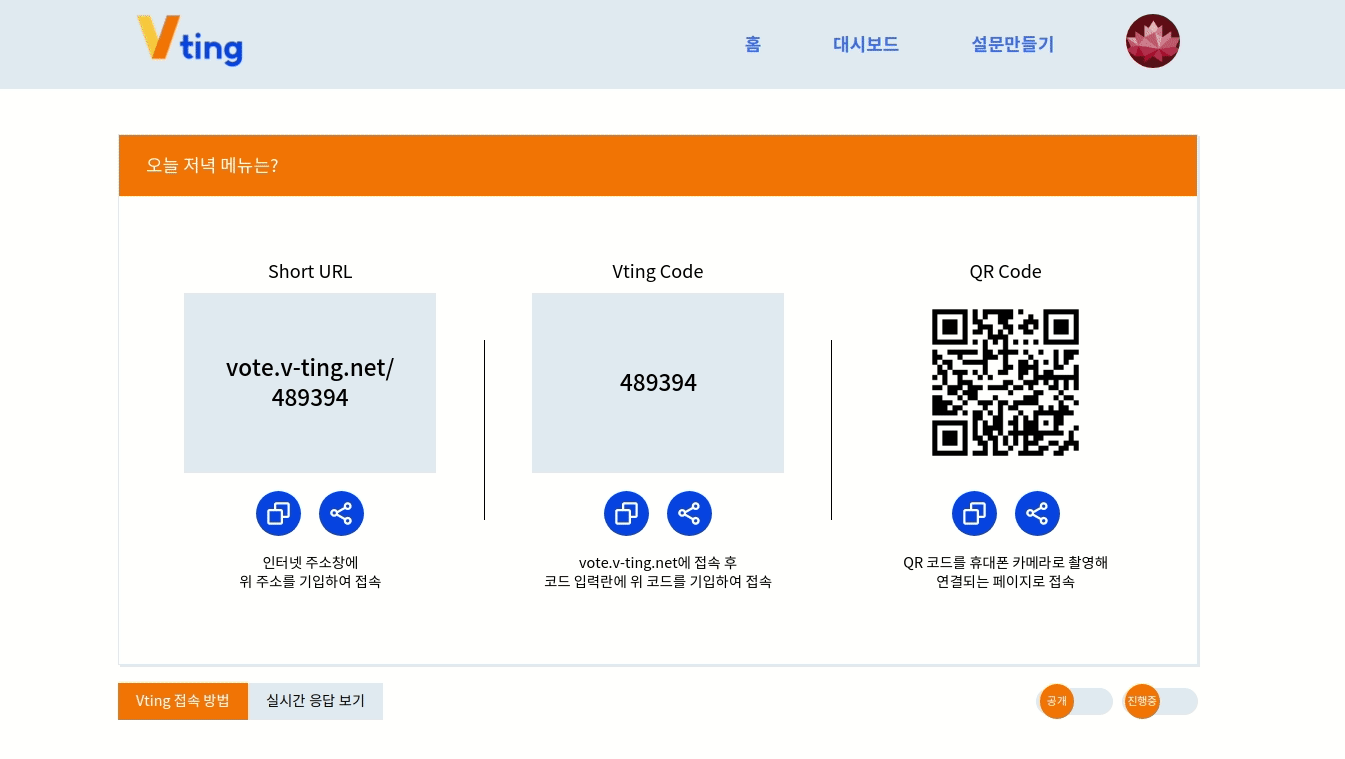 Vting
홈
대시보드
설문만들기
오늘 저녁 메뉴는?
Short URL
vote.v-ting.net/
489394
인터넷 주소창에
위 주소를 기입하여 접속
Vting Code
489394
vote.v-ting.net에 접속 후
코드 입력란에 위 코드를 기입하여 접속
QR Code
QR 코드를 휴대폰 카메라로 촬영해
연결되는 페이지로 접속
Vting 접속 방법
실시간 응답 보기
공개
진행중